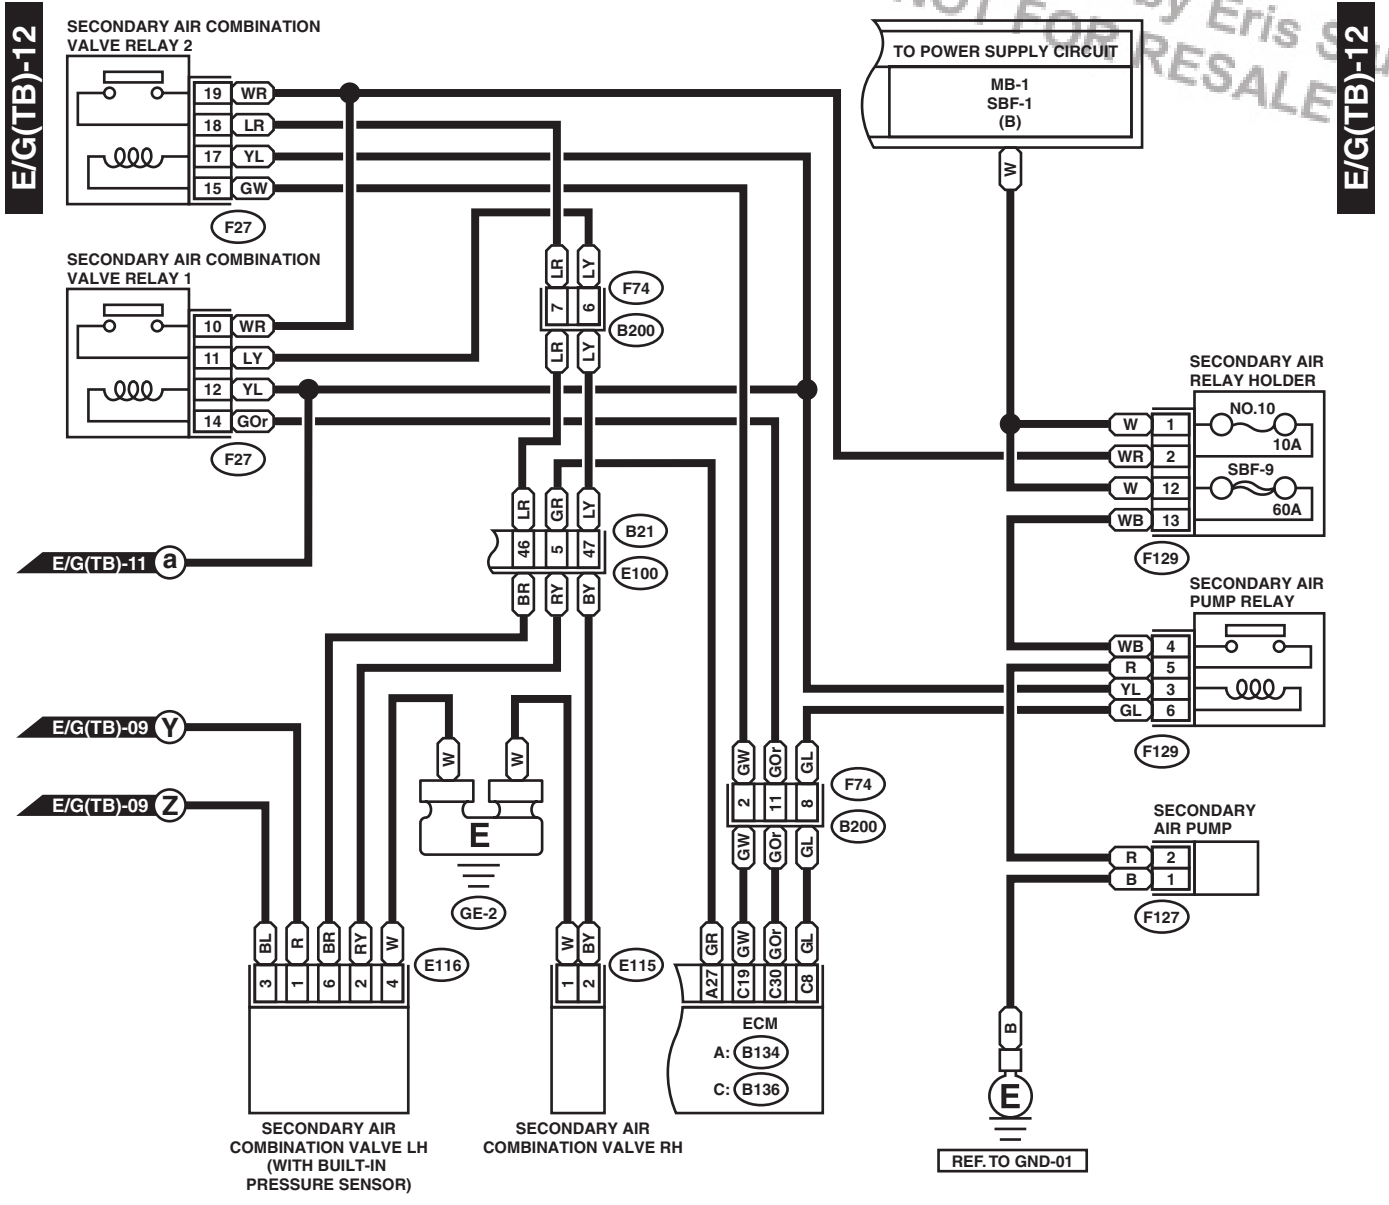 E/G(TB)-12
SECONDARY AIR COMBINATION
VALVE RELAY 2
19 WR
18 LR
17 YL
15 GW
F27
SECONDARY AIR COMBINATION
VALVE RELAY 1
10 WR
11 LY
12 YL
14 GOr
F27
LR LY
7 6
F74
B200
LR LY
by Eris
NOT FOR RESALE
TO POWER SUPPLY CIRCUIT
MB-1
SBF-1
(B)
W
E/G(TB)-12
SECONDARY AIR
RELAY HOLDER
NO.10
10A
SBF-9
60A
W 1
WR 2
W 12
WB 13
F129
LR GR LY
46 5 47
B21
E100
BR RY BY
E/G(TB)-11 a
SECONDARY AIR
PUMP RELAY
WB 4
R 5
YL 3
GL 6
F129
E/G(TB)-09 Y
E/G(TB)-09 Z
W W
E
GE-2
GW GOr GL
2 11 8
F74
B200
GW GOr GL
SECONDARY
AIR PUMP
R 2
B 1
F127
BL R BR RY W
3 1 6 2 4
E116
W BY
1 2
E115
GR GW GOr GL
A27 C19 C30 C8
ECM
A: B134
C: B136
B
E
REF. TO GND-01
SECONDARY AIR
COMBINATION VALVE LH
(WITH BUILT-IN
PRESSURE SENSOR)
SECONDARY AIR
COMBINATION VALVE RH